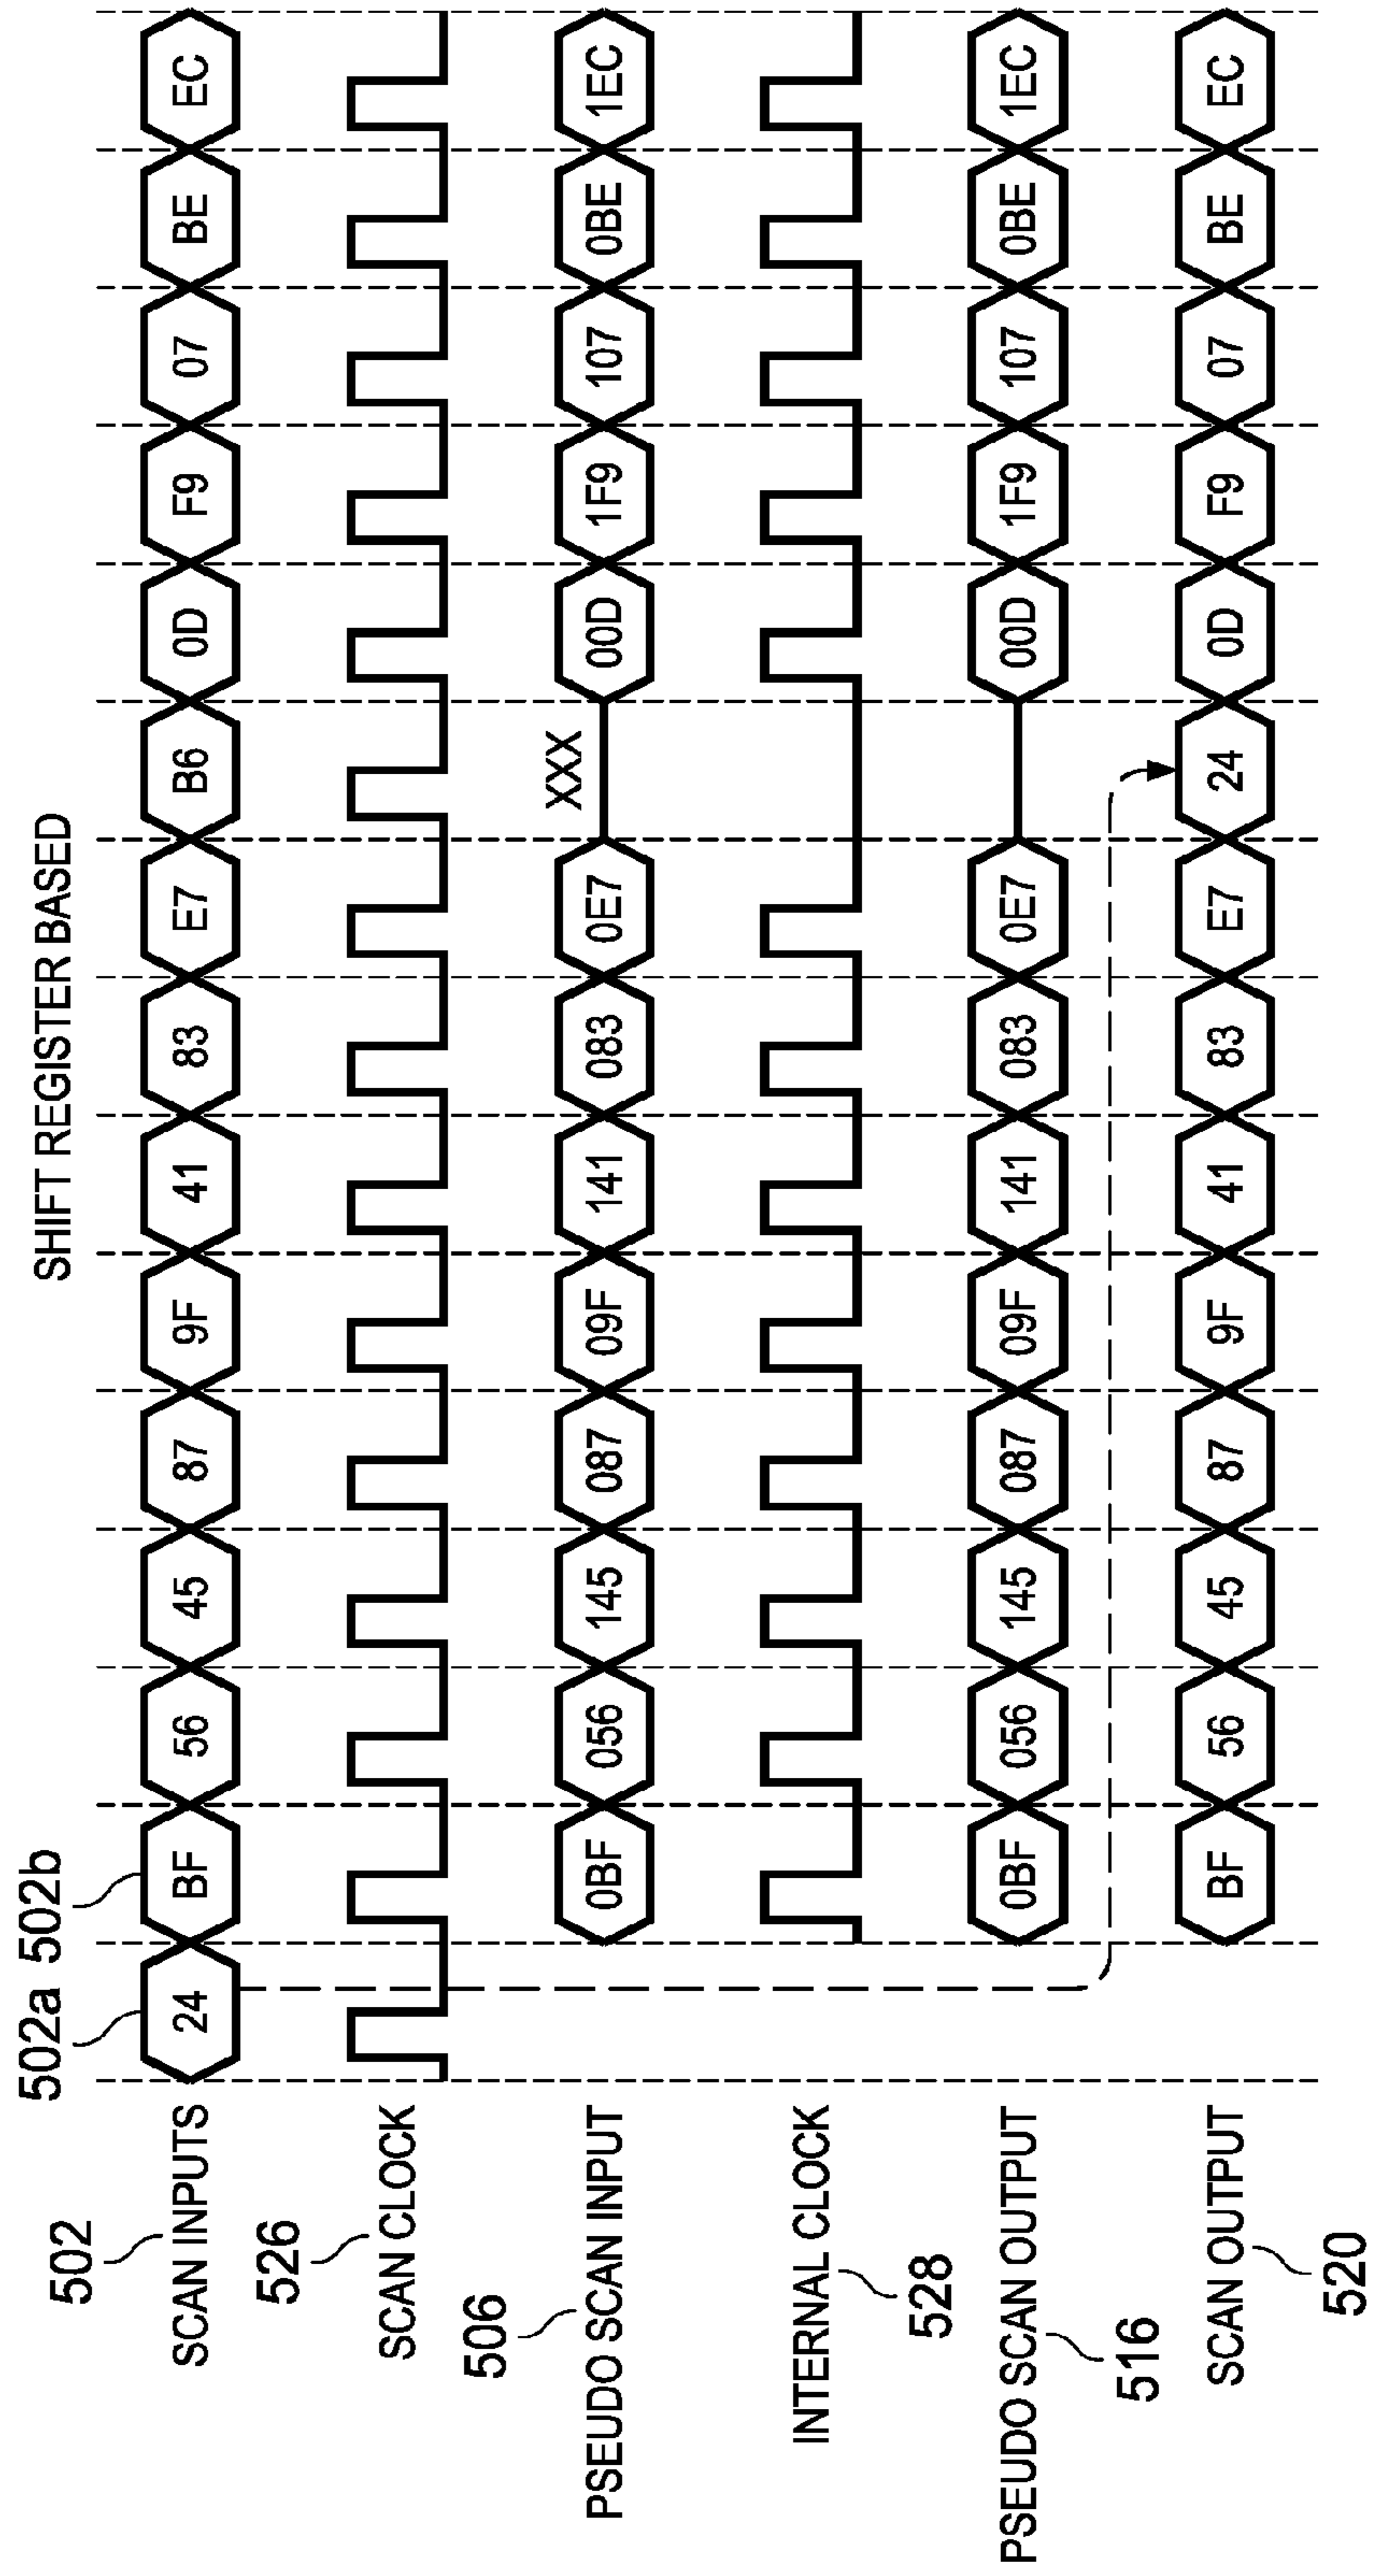 SHIFT REGISTER BASED
502a 502b
502
SCAN INPUTS 24 BF 56 45 87 9F 41 83 E7 B6 0D F9 07 BE EC
526
SCAN CLOCK
506
XXX
PSEUDO SCAN INPUT 0BF 056 145 087 09F 141 083 0E7 00D 1F9 107 0BE 1EC
INTERNAL CLOCK
528
PSEUDO SCAN OUTPUT 0BF 056 145 087 09F 141 083 0E7 00D 1F9 107 0BE 1EC
516
SCAN OUTPUT BF 56 45 87 9F 41 83 E7 24 0D F9 07 BE EC
520